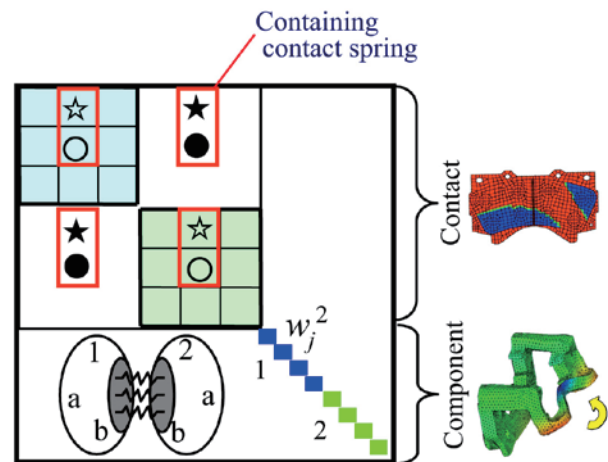 Containing
contact spring
Contact
w_j^2
1
2
1 2
a a
b b
Component